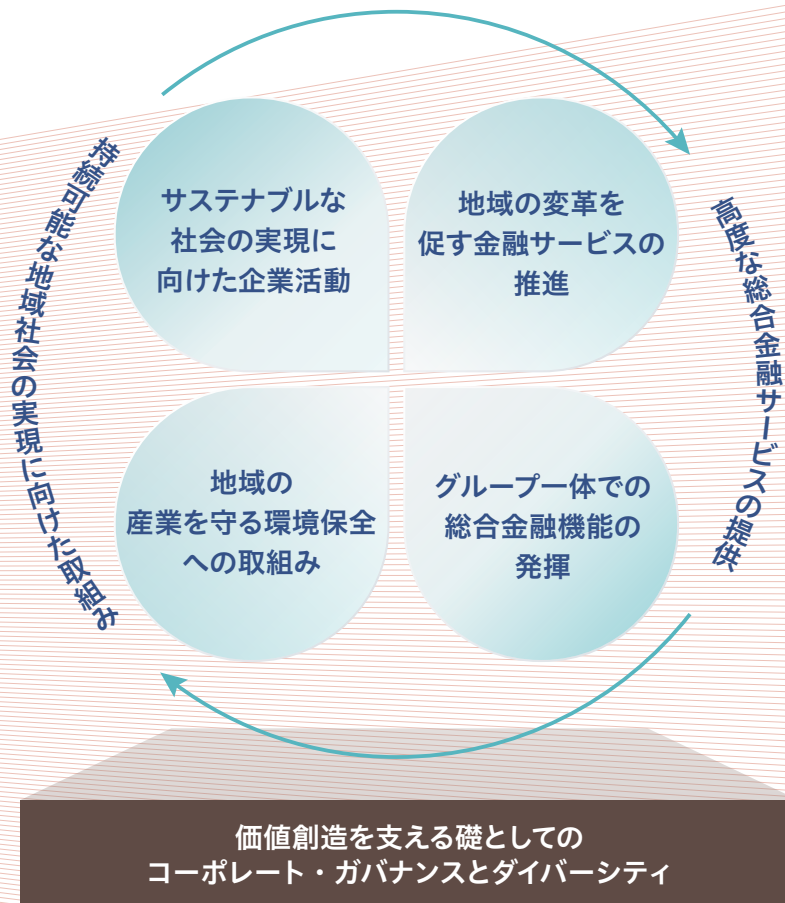 持続可能な地域社会の実現に向けた取組み
サステナブルな
社会の実現に
向けた企業活動
地域の変革を
促す金融サービスの
推進
高度な総合金融サービスの提供
地域の
産業を守る環境保全
への取組み
グループ一体での
総合金融機能の
発揮
価値創造を支える礎としての
コーポレート・ガバナンスとダイバーシティ